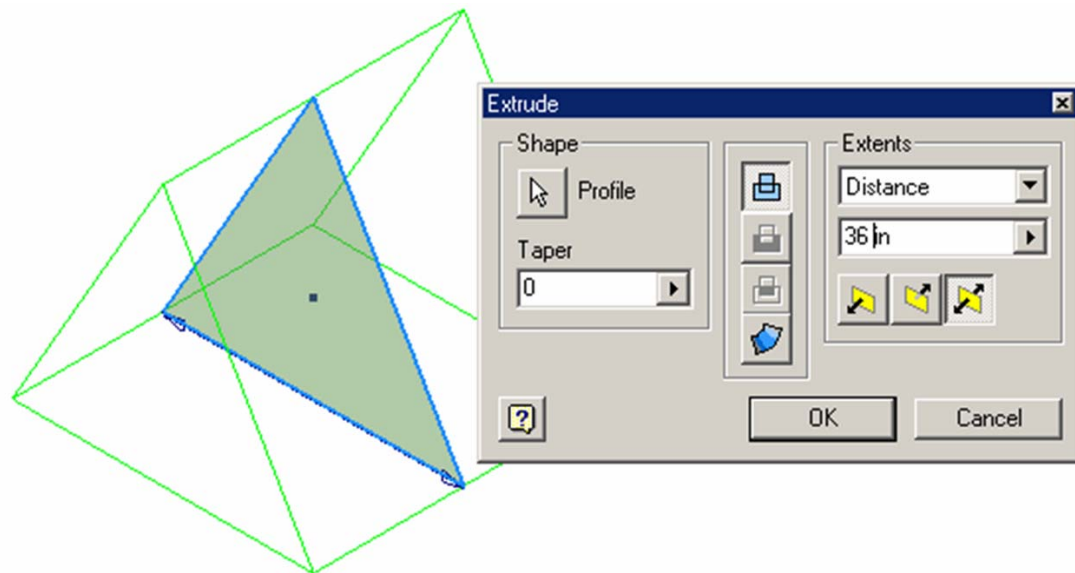 Extrude
Shape
Profile
Taper
0
Extents
Distance
36 in
OK
Cancel